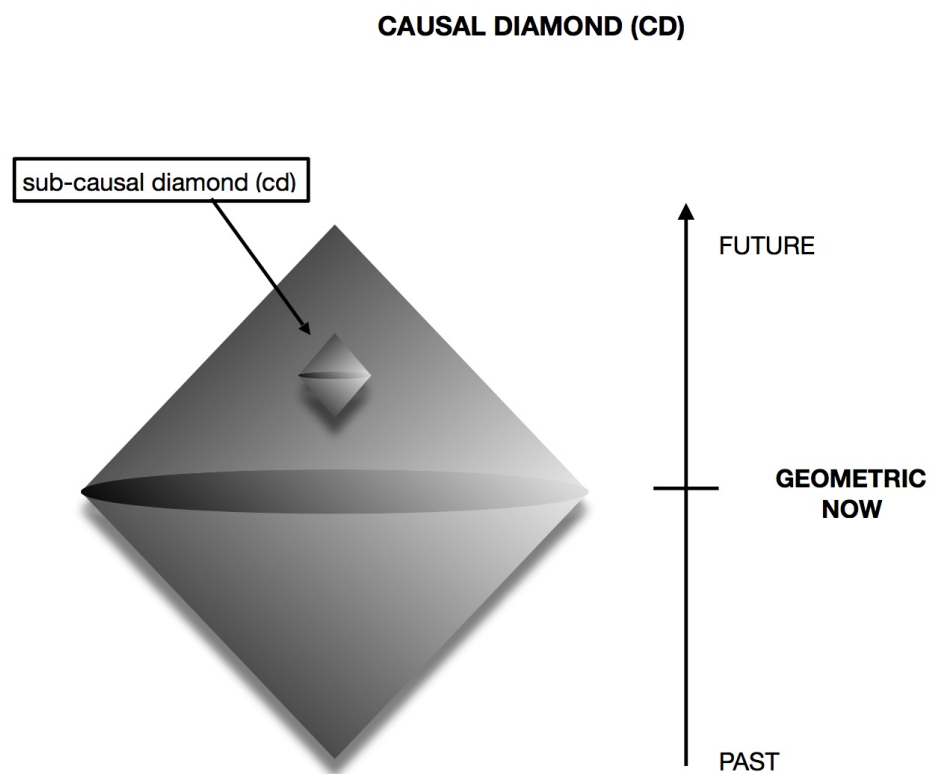 CAUSAL DIAMOND (CD)
sub-causal diamond (cd)
FUTURE
GEOMETRIC
NOW
PAST